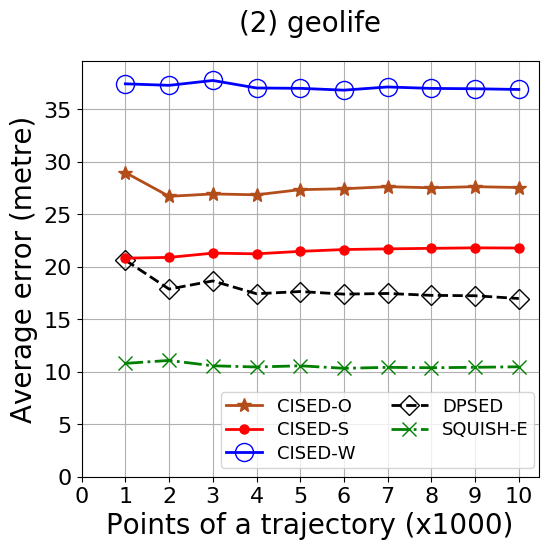 (2) geolife
Average error (metre)
35
30
25
20
15
10
5
0
0 1 2 3 4 5 6 7 8 9 10
Points of a trajectory (x1000)
CISED-O DPSED
CISED-S SQUISH-E
CISED-W